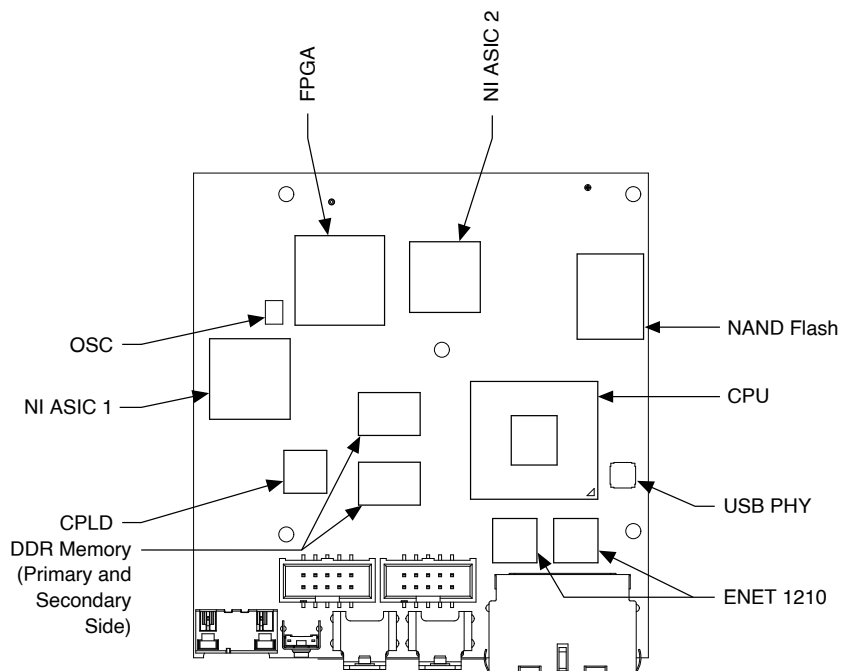 FPGA
NI ASIC 2
OSC
NI ASIC 1
CPLD
DDR Memory
(Primary and
Secondary
Side)
NAND Flash
CPU
USB PHY
ENET 1210